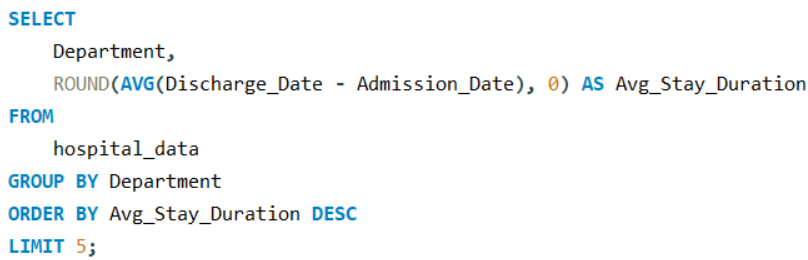 SELECT
    Department,
    ROUND(AVG(Discharge_Date - Admission_Date), 0) AS Avg_Stay_Duration
FROM
    hospital_data
GROUP BY Department
ORDER BY Avg_Stay_Duration DESC
LIMIT 5;